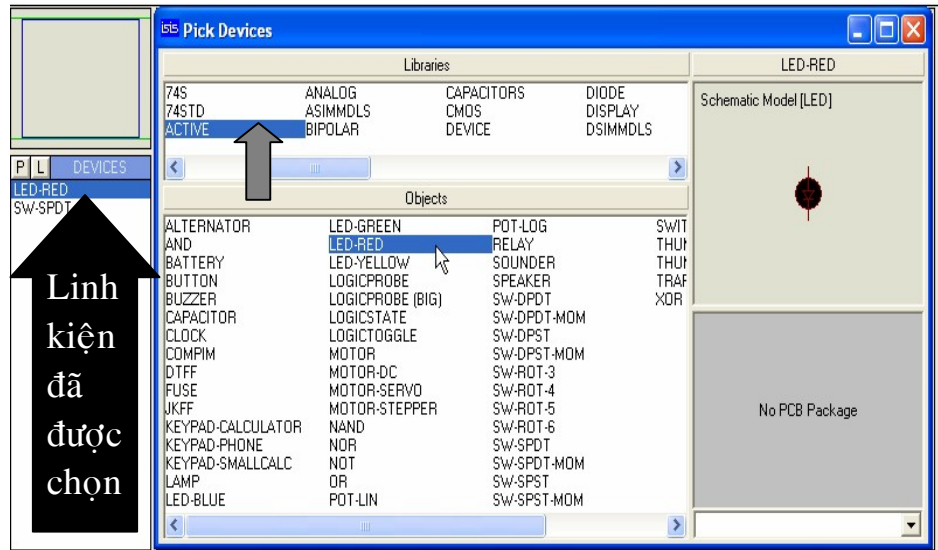 isis Pick Devices
Libraries
LED-RED
74S ANALOG CAPACITORS DIODE
74STD ASIMMDLS CMOS DISPLAY
ACTIVE BIPOLAR DEVICE DSIMMDLS
Schematic Model [LED]
P L DEVICES
LED-RED
SW-SPDT
Linh
kiện
đã
được
chọn
Objects
ALTERNATOR LED-GREEN POT-LOG SWIT
AND LED-RED RELAY
BATTERY LED-YELLOW SOUNDER
BUTTON LOGICPROBE SPEAKER
BUZZER LOGICPROBE (BIG) SW-DPDT XOR
CAPACITOR LOGICSTATE SW-DPDT-MOM
CLOCK LOGICTOGGLE SW-DPST
COMPIM MOTOR SW-DPST-MOM
DTFF MOTOR-DC SW-ROT-3
FUSE MOTOR-SERVO SW-ROT-4
JKFF MOTOR-STEPPER SW-ROT-5
KEYPAD-CALCULATOR NAND SW-ROT-6
KEYPAD-PHONE NOR SW-SPDT
KEYPAD-SMALLCALC NOT SW-SPDT-MOM
LAMP OR SW-SPST
LED-BLUE POT-LIN SW-SPST-MOM
No PCB Package